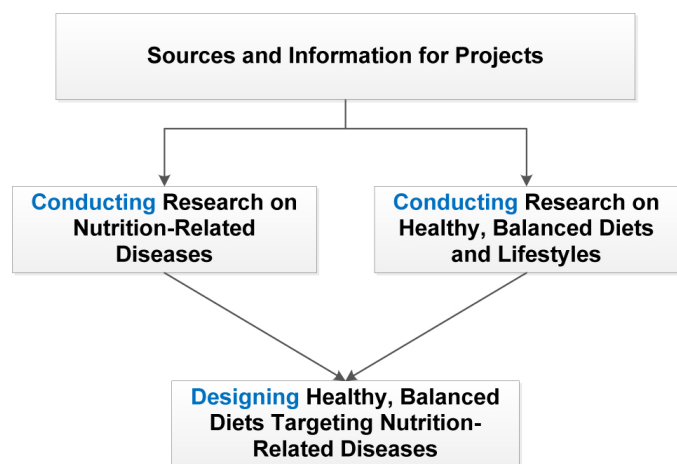 Sources and Information for Projects
Conducting Research on
Nutrition-Related
Diseases
Conducting Research on
Healthy, Balanced Diets
and Lifestyles
Designing Healthy, Balanced
Diets Targeting Nutrition-
Related Diseases